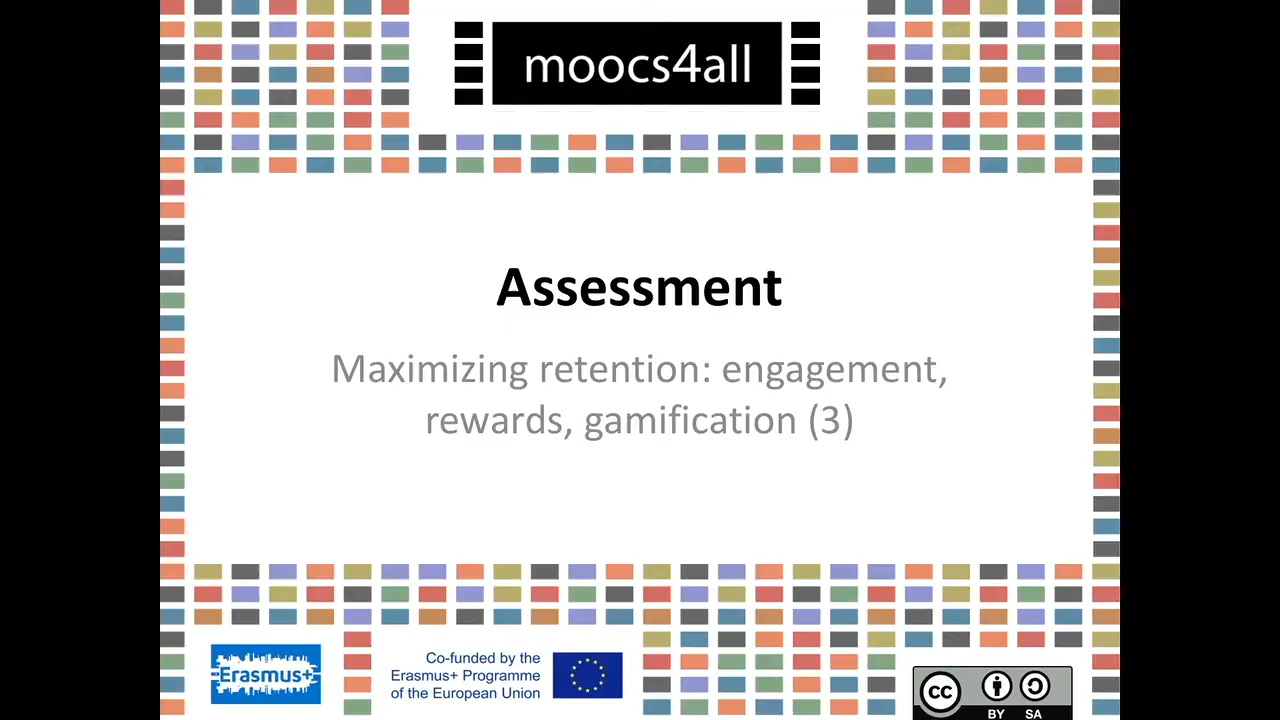 moocs4all
Assessment
Maximizing retention: engagement,
rewards, gamification (3)
Erasmus+
Co-funded by the
Erasmus+ Programme
of the European Union
cc
BY SA